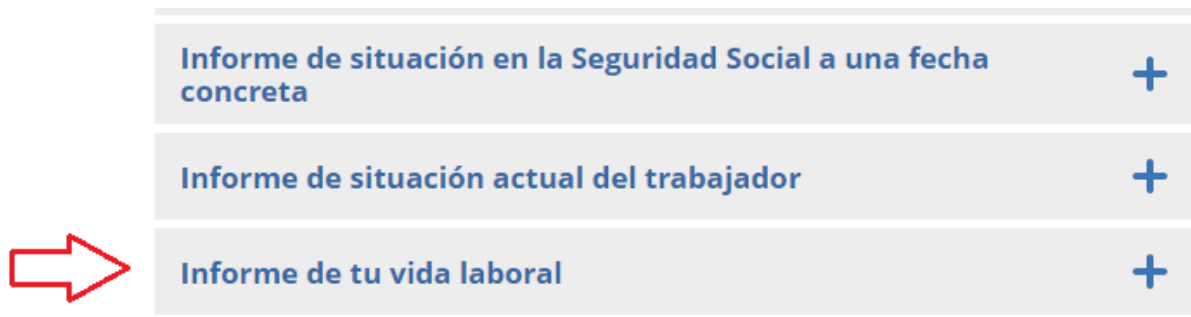 Informe de situación en la Seguridad Social a una fecha
concreta
Informe de situación actual del trabajador
Informe de tu vida laboral